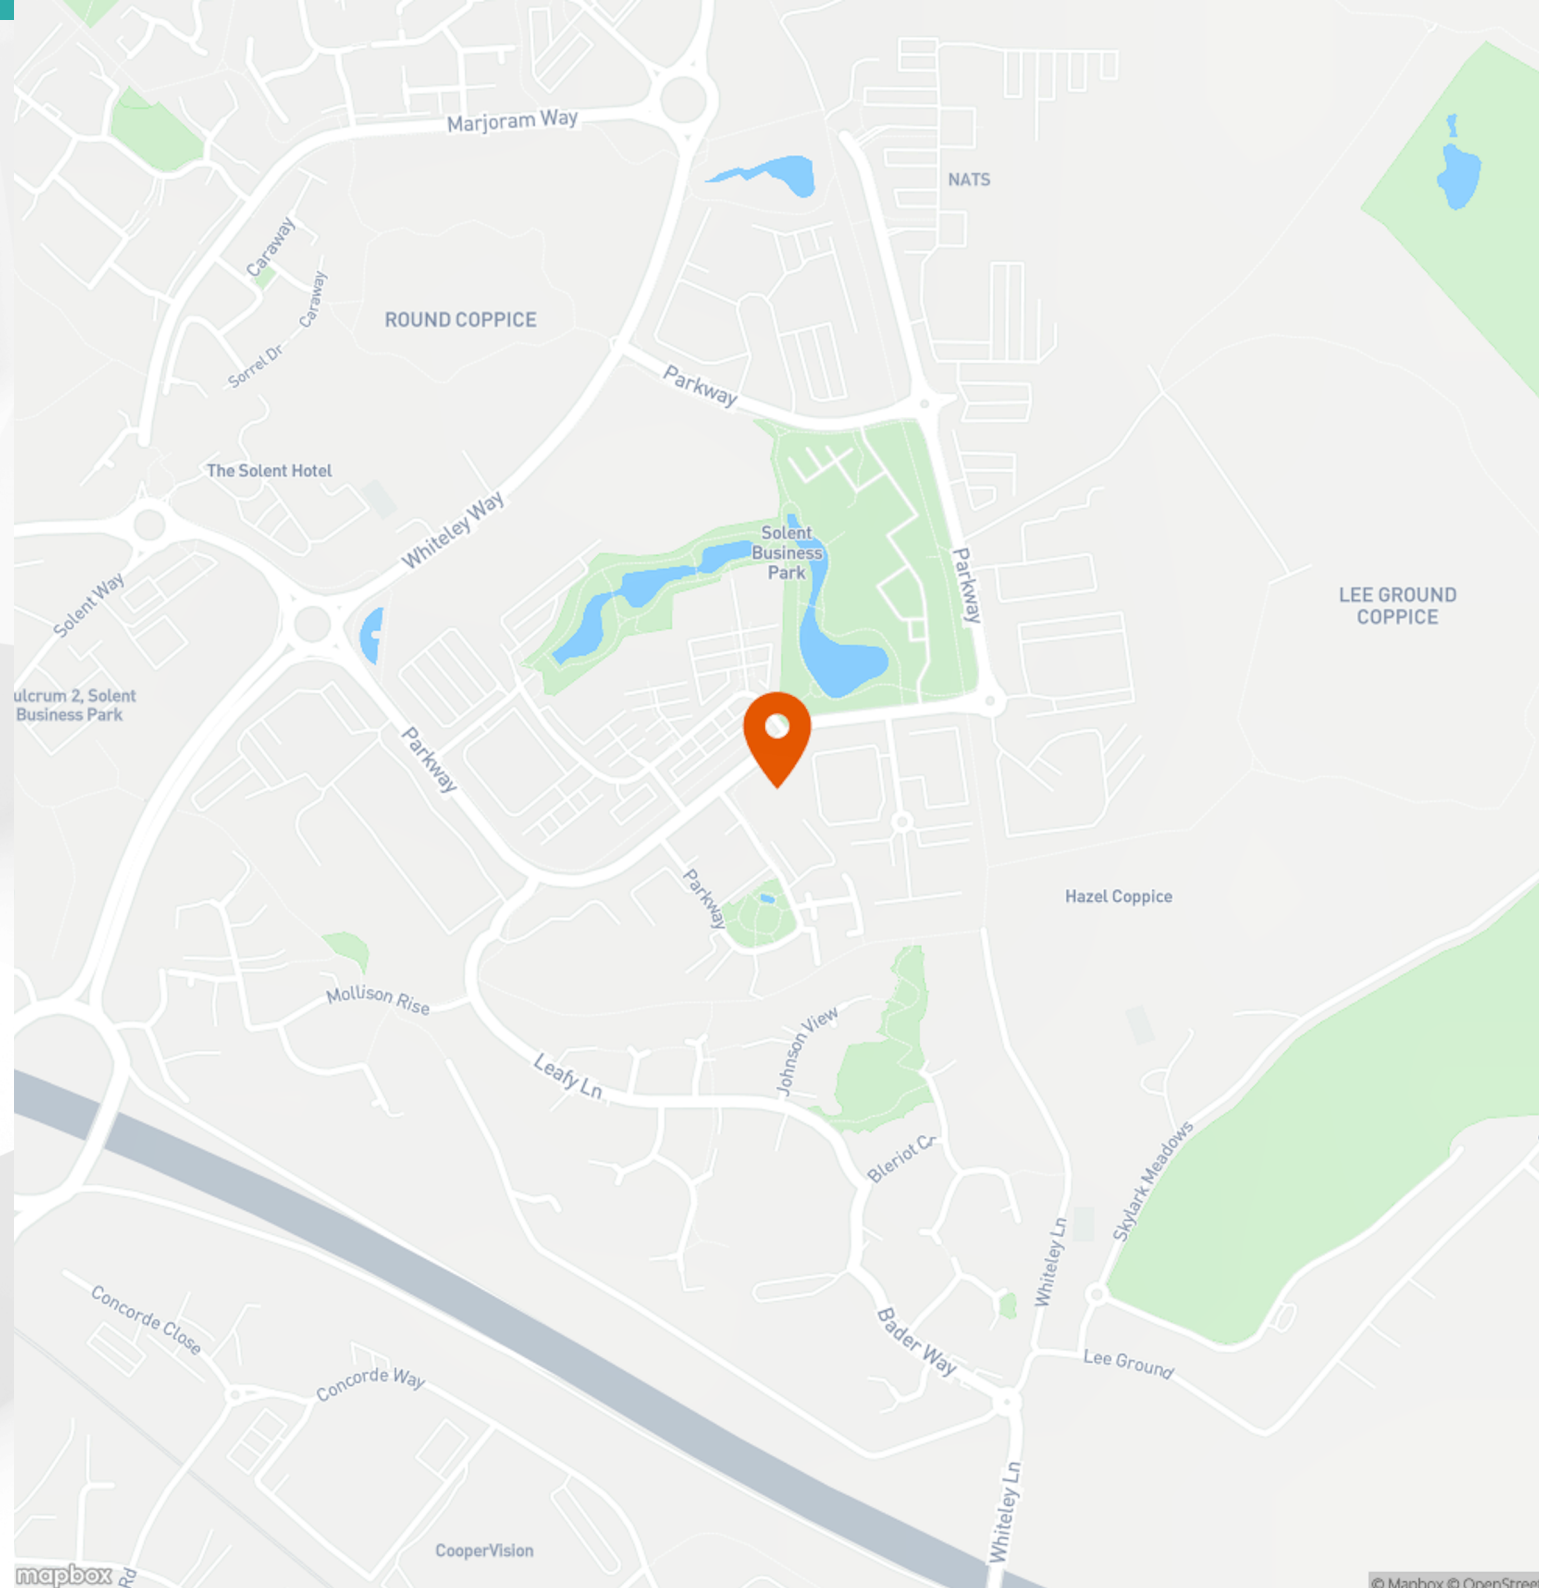 Marjoram Way
NATS
Caraway
Caraway
ROUND COPPICE
Sorrel Dr
Parkway
The Solent Hotel
Whiteley Way
Solent
Business
Park
Parkway
Solent Way
LEE GROUND
COPPICE
ulcrum 2, Solent
Business Park
Parkway
Parkway
Hazel Coppice
Mollison Rise
Johnson View
Leafy Ln
Bleriot Cr
Skylark Meadows
Whiteley Ln
Concorde Close
Bader Way
Lee Ground
Concorde Way
Whiteley Ln
CooperVision
mapbox
Rd
© Mapbox © OpenStreet